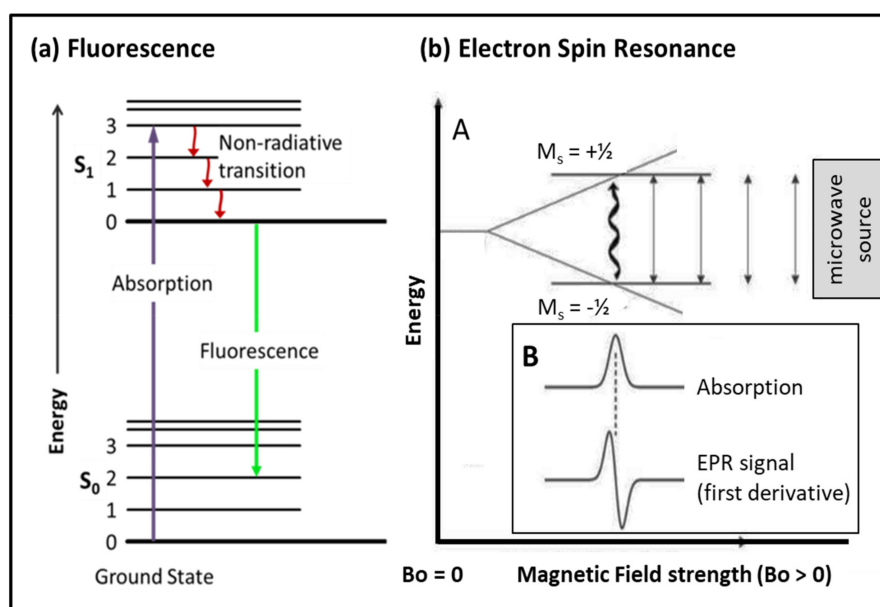 (a) Fluorescence
3
2
1
0
S1
Non-radiative
transition
Absorption
Fluorescence
Energy
3
2
1
0
S0
Ground State
(b) Electron Spin Resonance
A
Ms = +½
Ms = -½
microwave
source
Energy
B
Absorption
EPR signal
(first derivative)
Bo = 0
Magnetic Field strength (Bo > 0)